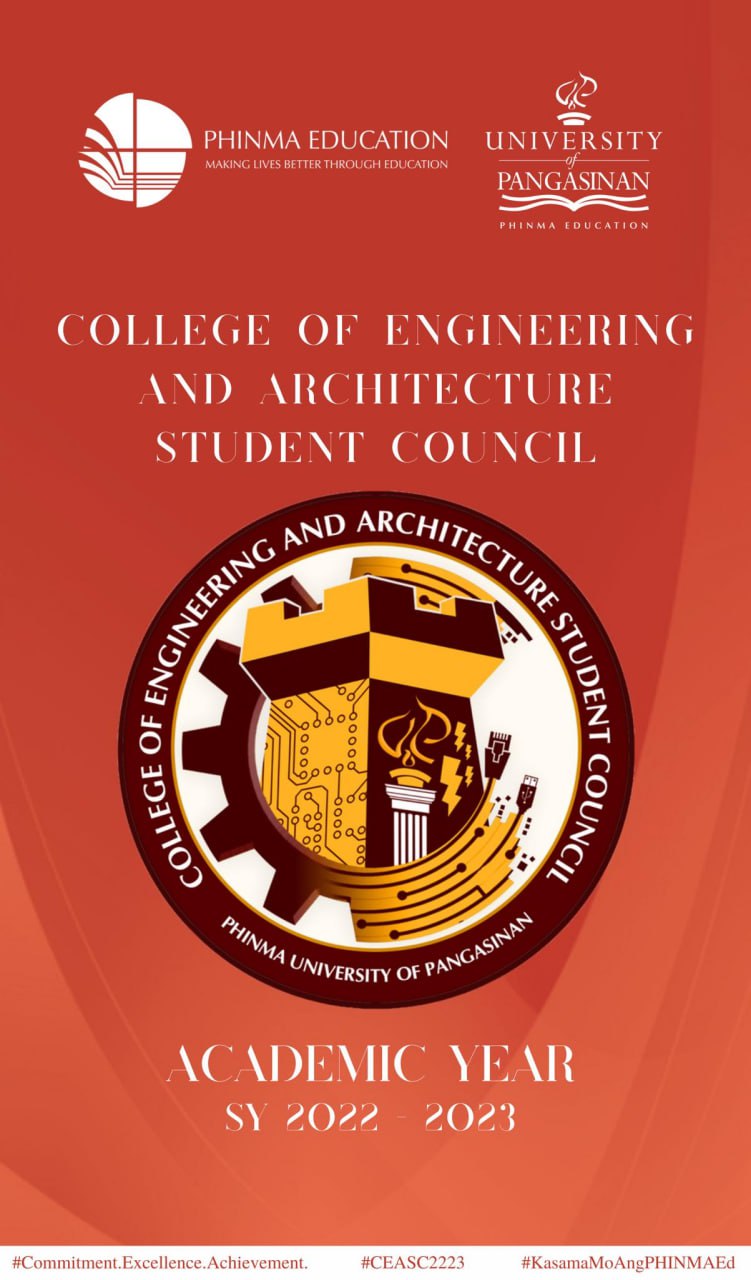 PHINMA EDUCATION
MAKING LIVES BETTER THROUGH EDUCATION
UNIVERSITY
of
PANGASINAN
PHINMA EDUCATION
COLLEGE OF ENGINEERING
AND ARCHITECTURE
STUDENT COUNCIL
COLLEGE OF ENGINEERING AND ARCHITECTURE STUDENT COUNCIL
PHINMA UNIVERSITY OF PANGASINAN
ACADEMIC YEAR
SY 2022 - 2023
#Commitment.Excellence.Achievement. #CEASC2223 #KasamaMoAngPHINMAEd